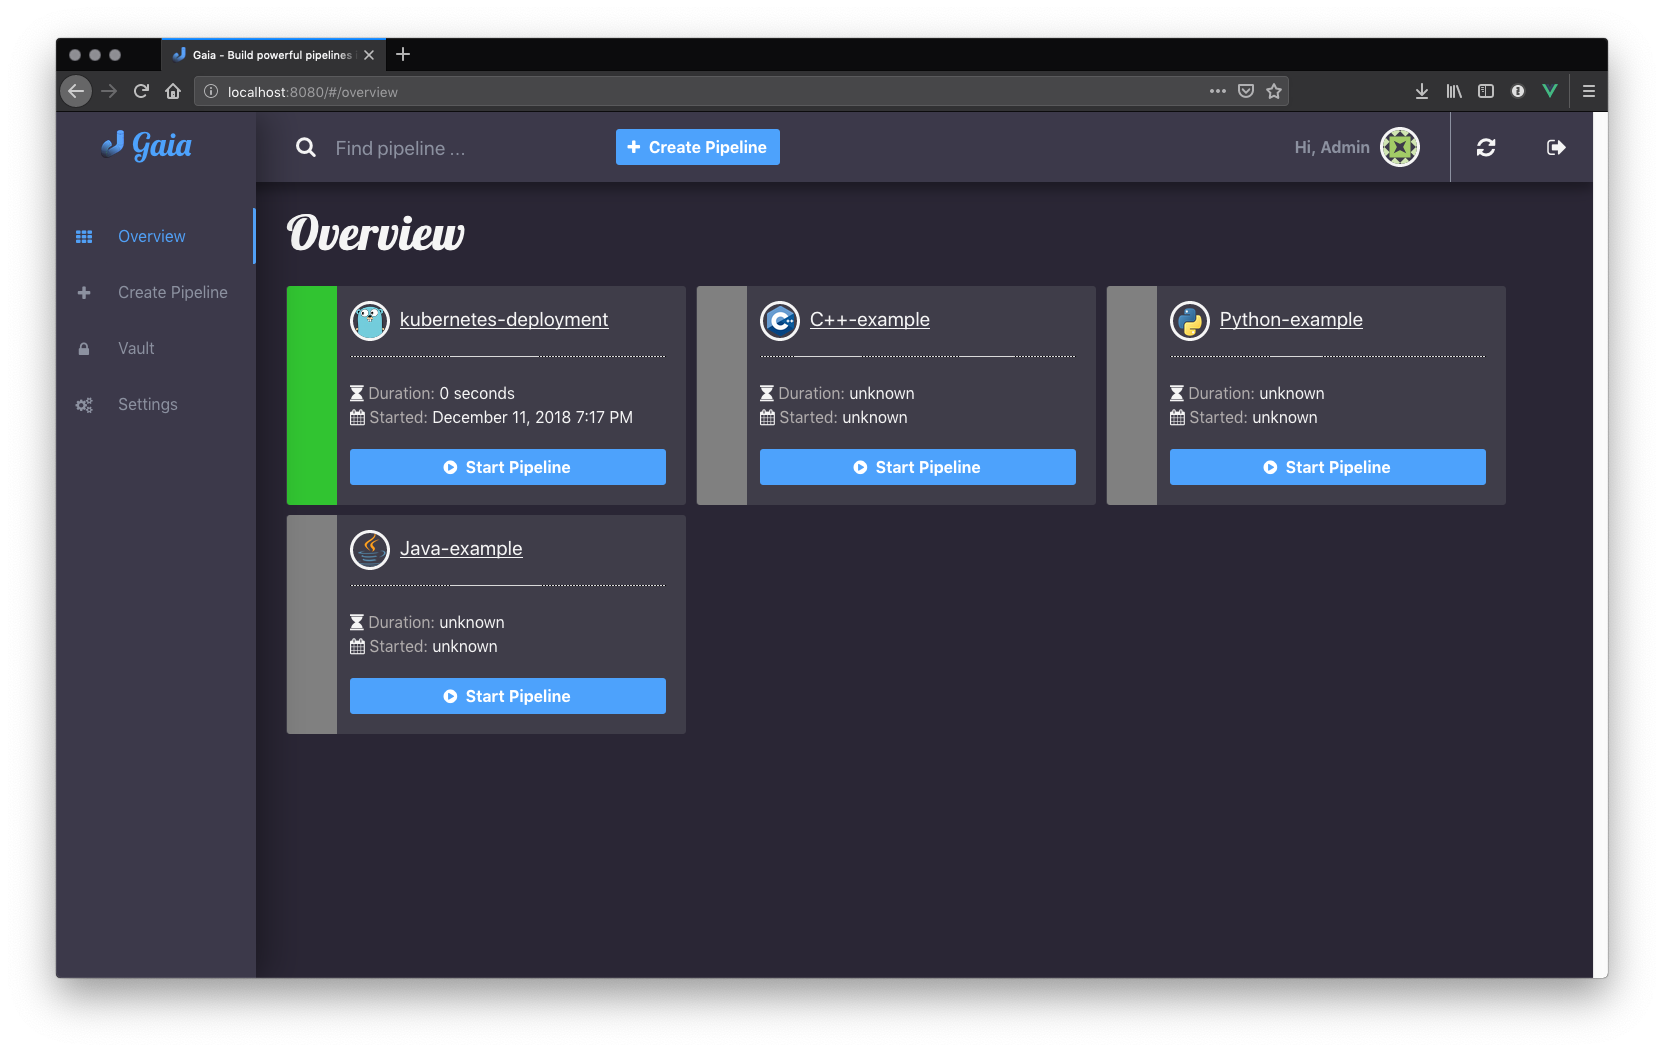 Gaia - Build powerful pipelines
localhost:8080/#/overview
Gaia
Find pipeline ...
Create Pipeline
Hi, Admin
Overview
Create Pipeline
Vault
Settings
Overview
kubernetes-deployment
Duration: 0 seconds
Started: December 11, 2018 7:17 PM
Start Pipeline
C++-example
Duration: unknown
Started: unknown
Start Pipeline
Python-example
Duration: unknown
Started: unknown
Start Pipeline
Java-example
Duration: unknown
Started: unknown
Start Pipeline